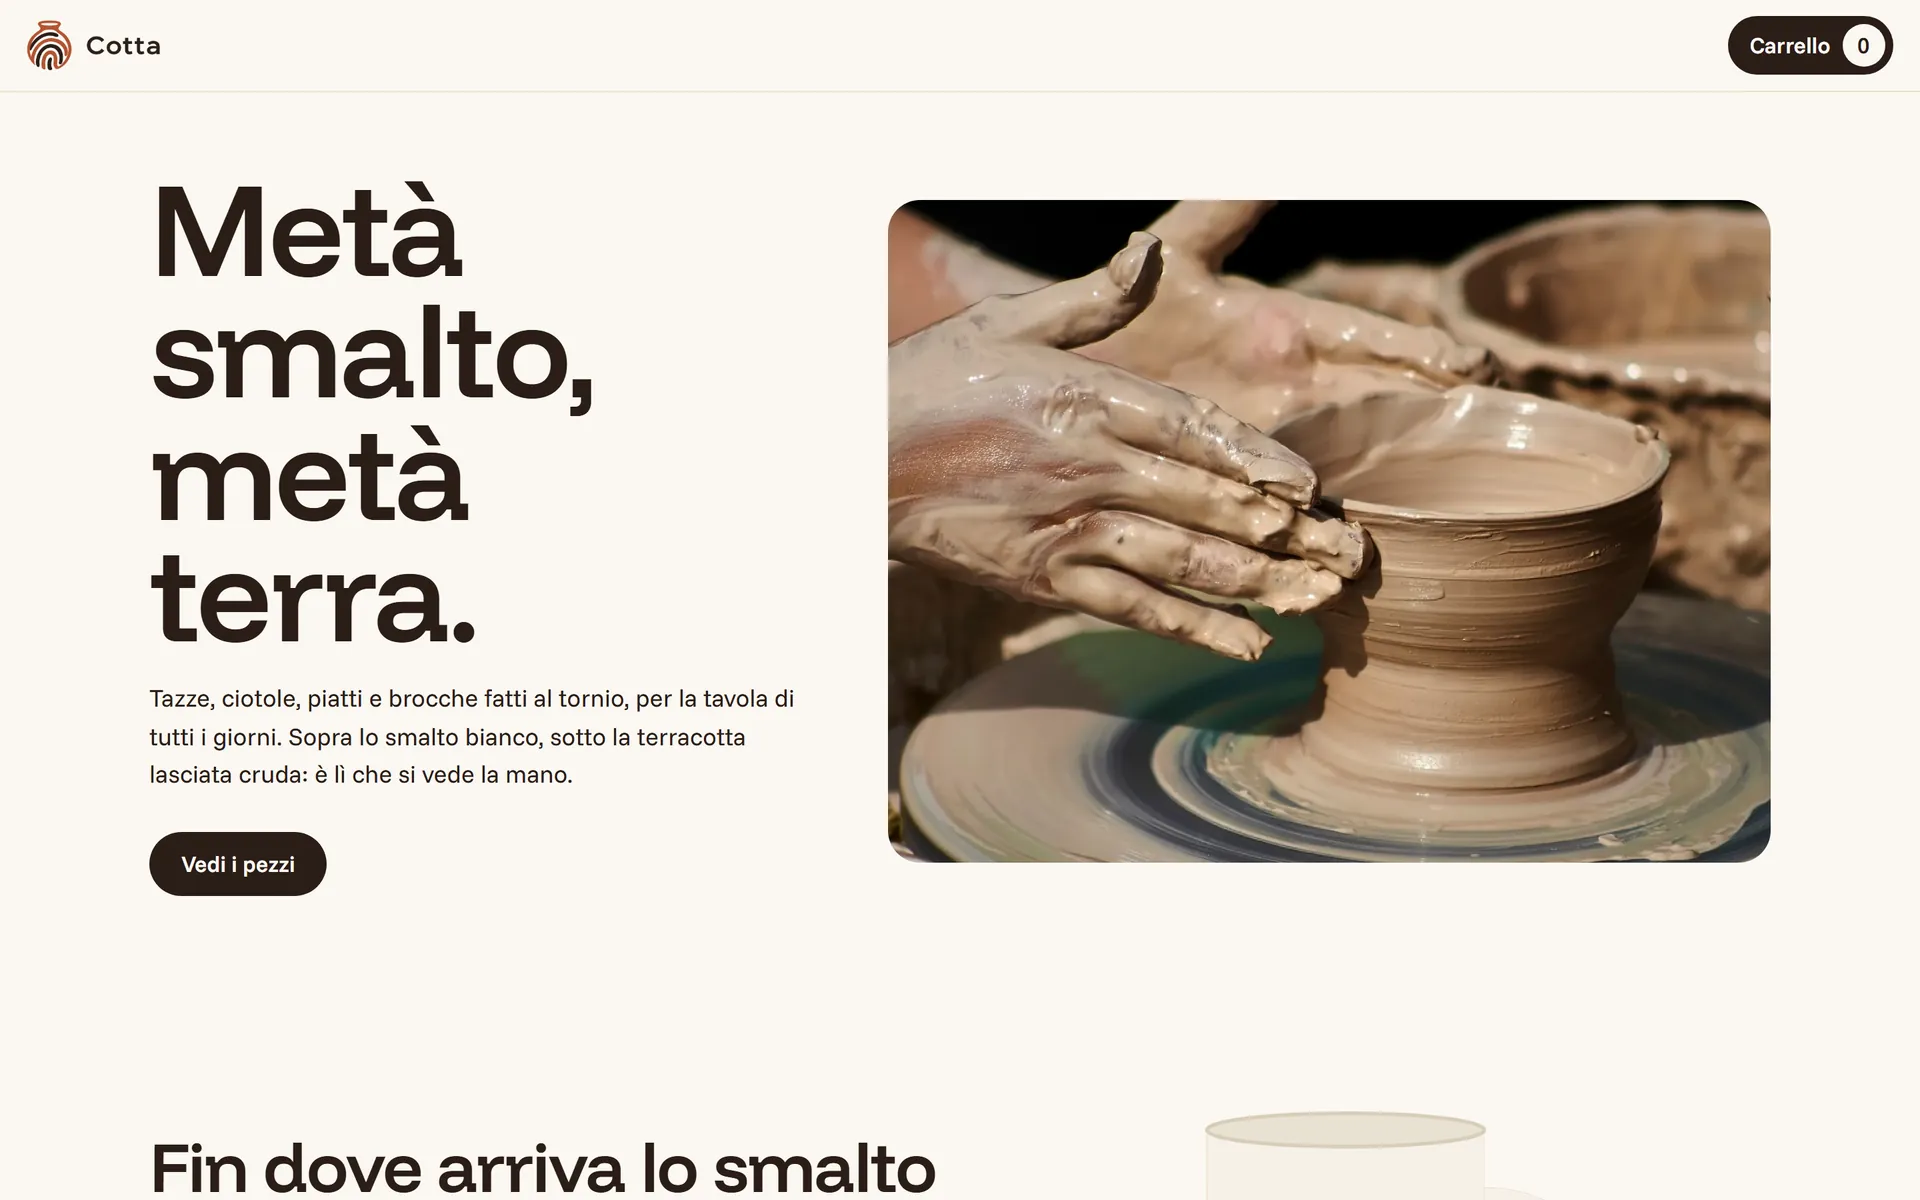 Cotta
Carrello 0
Metà
smalto,
metà
terra.
Tazze, ciotole, piatti e brocche fatti al tornio, per la tavola di
tutti i giorni. Sopra lo smalto bianco, sotto la terracotta
lasciata cruda: è lì che si vede la mano.
Vedi i pezzi
Fin dove arriva lo smalto